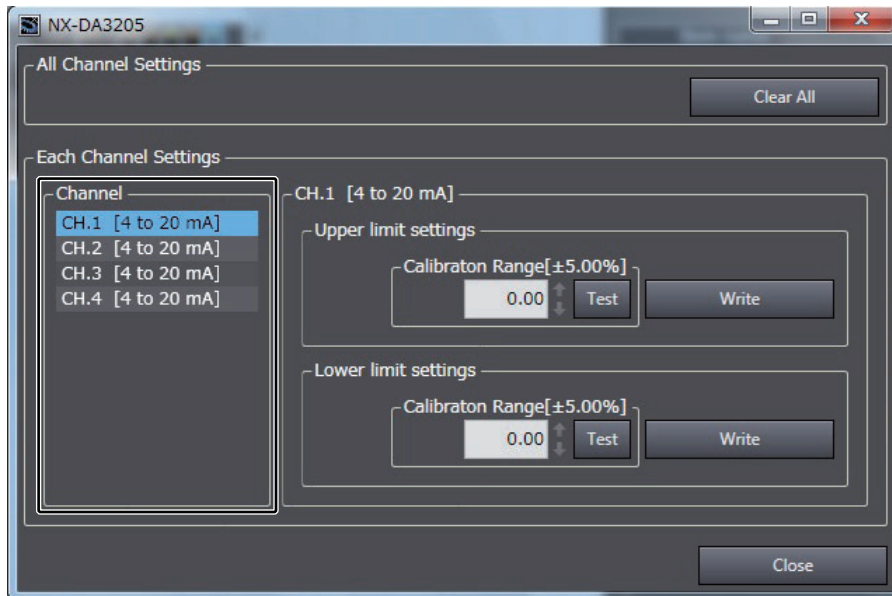 NX-DA3205
All Channel Settings
Clear All
Each Channel Settings
Channel
CH.1 [4 to 20 mA]
CH.2 [4 to 20 mA]
CH.3 [4 to 20 mA]
CH.4 [4 to 20 mA]
CH.1 [4 to 20 mA]
Upper limit settings
Calibraton Range[±5.00%]
0.00 Test Write
Lower limit settings
Calibraton Range[±5.00%]
0.00 Test Write
Close